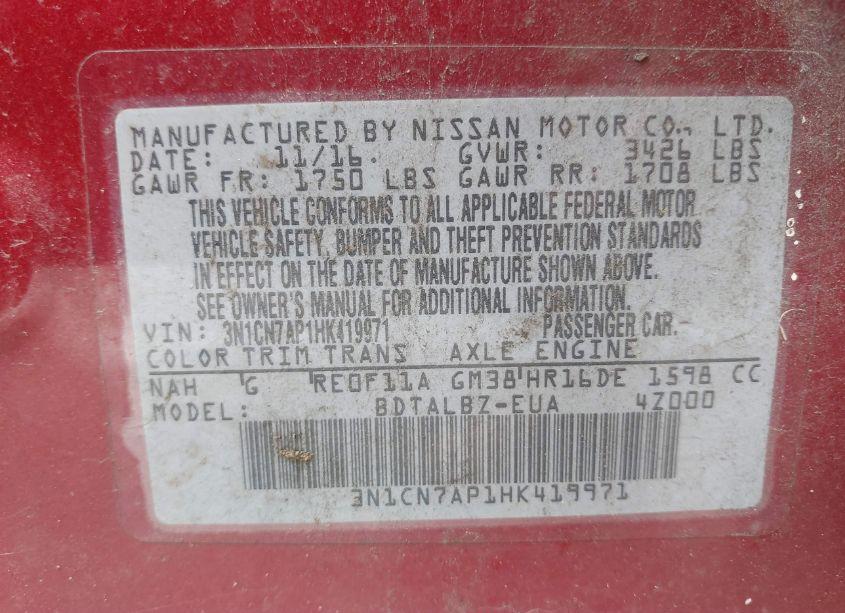 MANUFACTURED BY NISSAN MOTOR CO., LTD.
DATE: 11/16. GVWR: 3426 LBS
GAWR FR: 1750 LBS GAWR RR: 1708 LBS
THIS VEHICLE CONFORMS TO ALL APPLICABLE FEDERAL MOTOR
VEHICLE SAFETY, BUMPER AND THEFT PREVENTION STANDARDS
IN EFFECT ON THE DATE OF MANUFACTURE SHOWN ABOVE.
SEE OWNER'S MANUAL FOR ADDITIONAL INFORMATION.
VIN: 3N1CN7AP1HK419971 PASSENGER CAR.
COLOR TRIM TRANS AXLE ENGINE
NAH G RE0F11A GM38 HR16DE 1598 CC
MODEL: BDTALBZ-EUA 4Z000
3N1CN7AP1HK419971